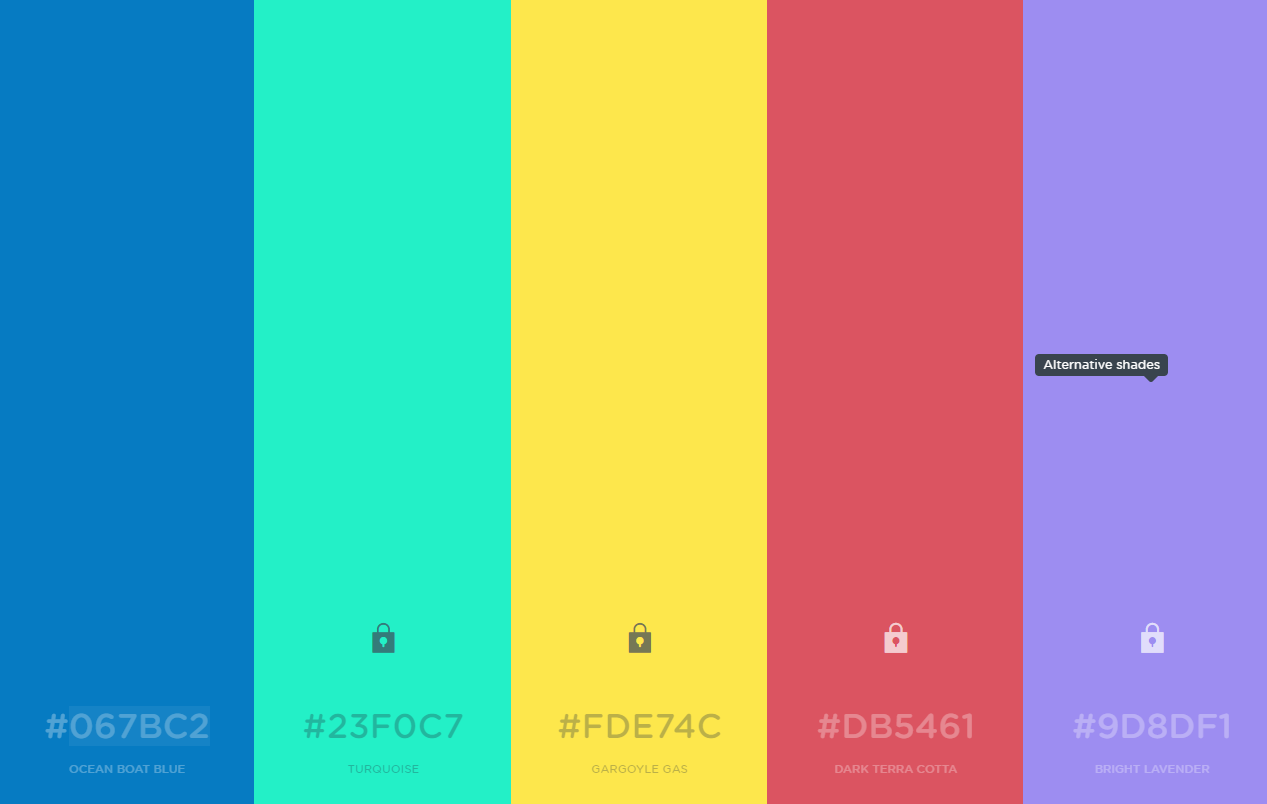 Alternative shades
#067BC2
#23F0C7
#FDE74C
#DB5461
#9D8DF1
OCEAN BOAT BLUE
TURQUOISE
GARGOYLE GAS
DARK TERRA COTTA
BRIGHT LAVENDER